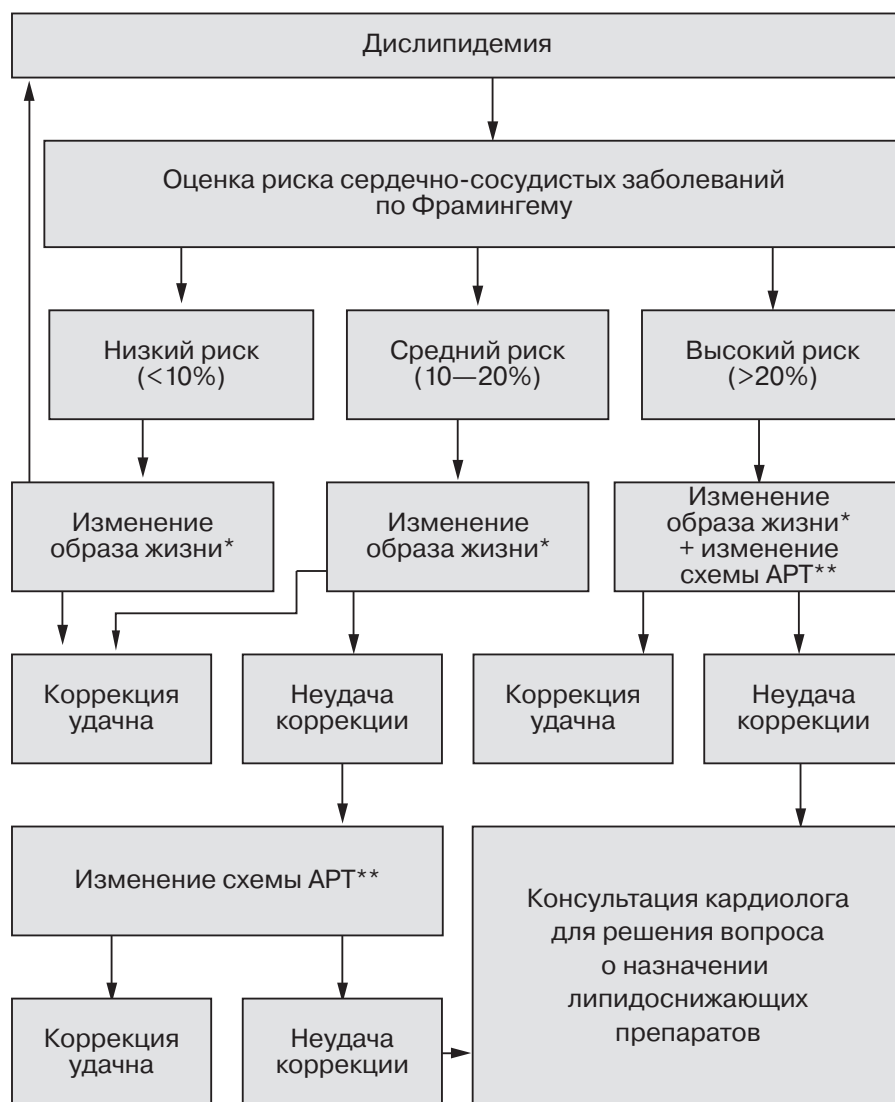 Дислипидемия
Оценка риска сердечно-сосудистых заболеваний
по Фрамингему
Низкий риск
(<10%)
Средний риск
(10—20%)
Высокий риск
(>20%)
Изменение
образа жизни*
Изменение
образа жизни*
Изменение
образа жизни*
+ изменение
схемы АРТ**
Коррекция
удачна
Неудача
коррекции
Коррекция
удачна
Неудача
коррекции
Изменение схемы АРТ**
Консультация кардиолога
для решения вопроса
о назначении
липидоснижающих
препаратов
Коррекция
удачна
Неудача
коррекции